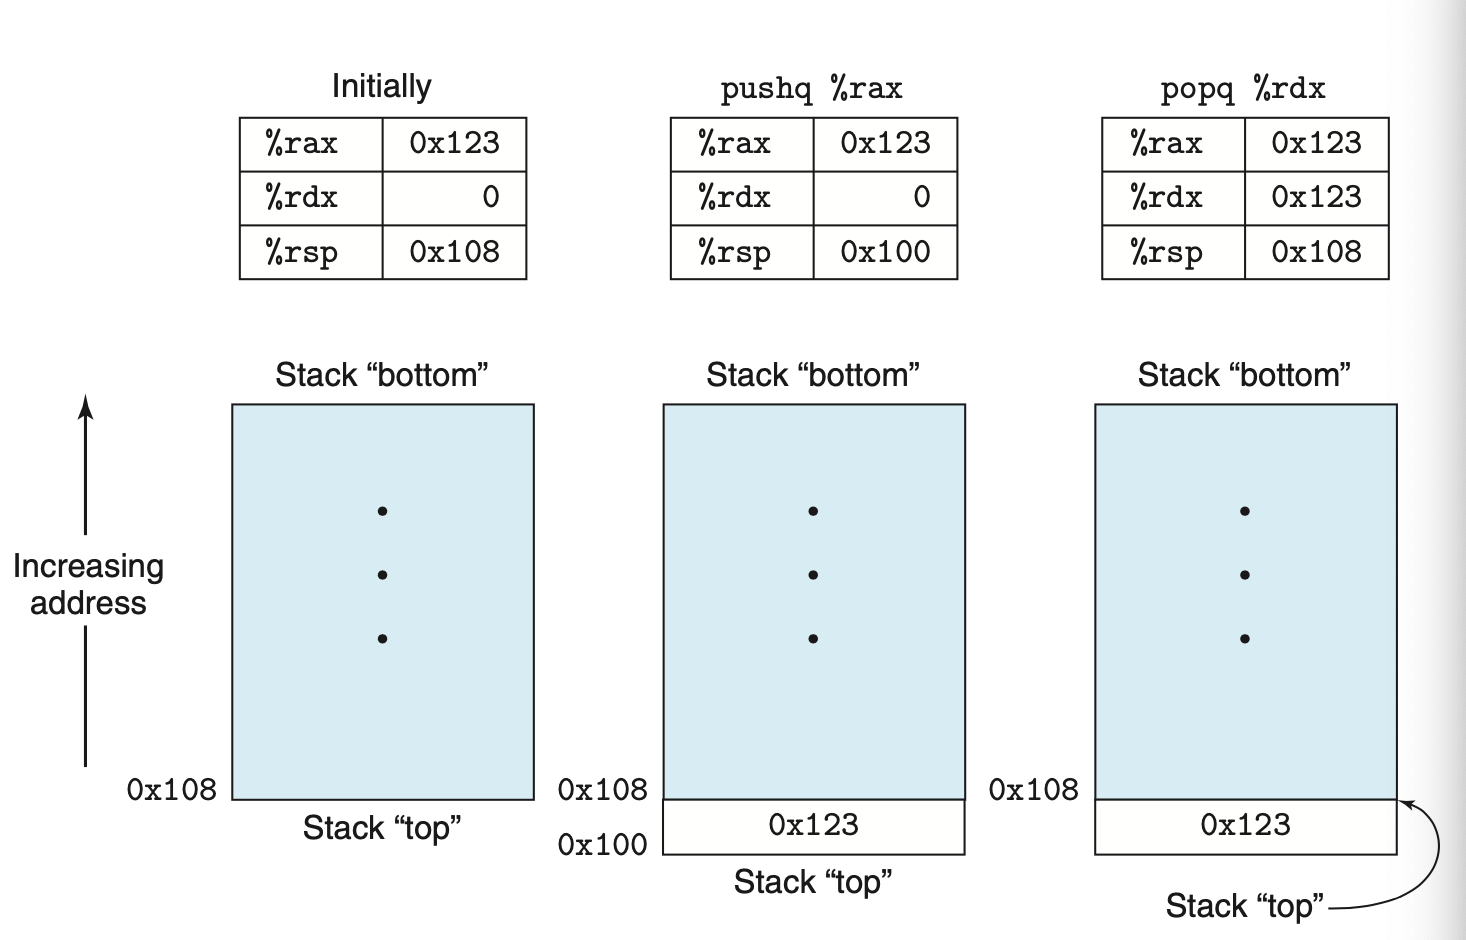 Initially
%rax 0x123
%rdx 0
%rsp 0x108
pushq %rax
%rax 0x123
%rdx 0
%rsp 0x100
popq %rdx
%rax 0x123
%rdx 0x123
%rsp 0x108
Increasing
address
Stack “bottom”
0x108
Stack “top”
Stack “bottom”
0x108
0x123
0x100
Stack “top”
Stack “bottom”
0x108
0x123
Stack “top”